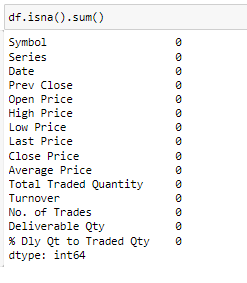 df.isna().sum()
Symbol 0
Series 0
Date 0
Prev Close 0
Open Price 0
High Price 0
Low Price 0
Last Price 0
Close Price 0
Average Price 0
Total Traded Quantity 0
Turnover 0
No. of Trades 0
Deliverable Qty 0
% Dly Qt to Traded Qty 0
dtype: int64